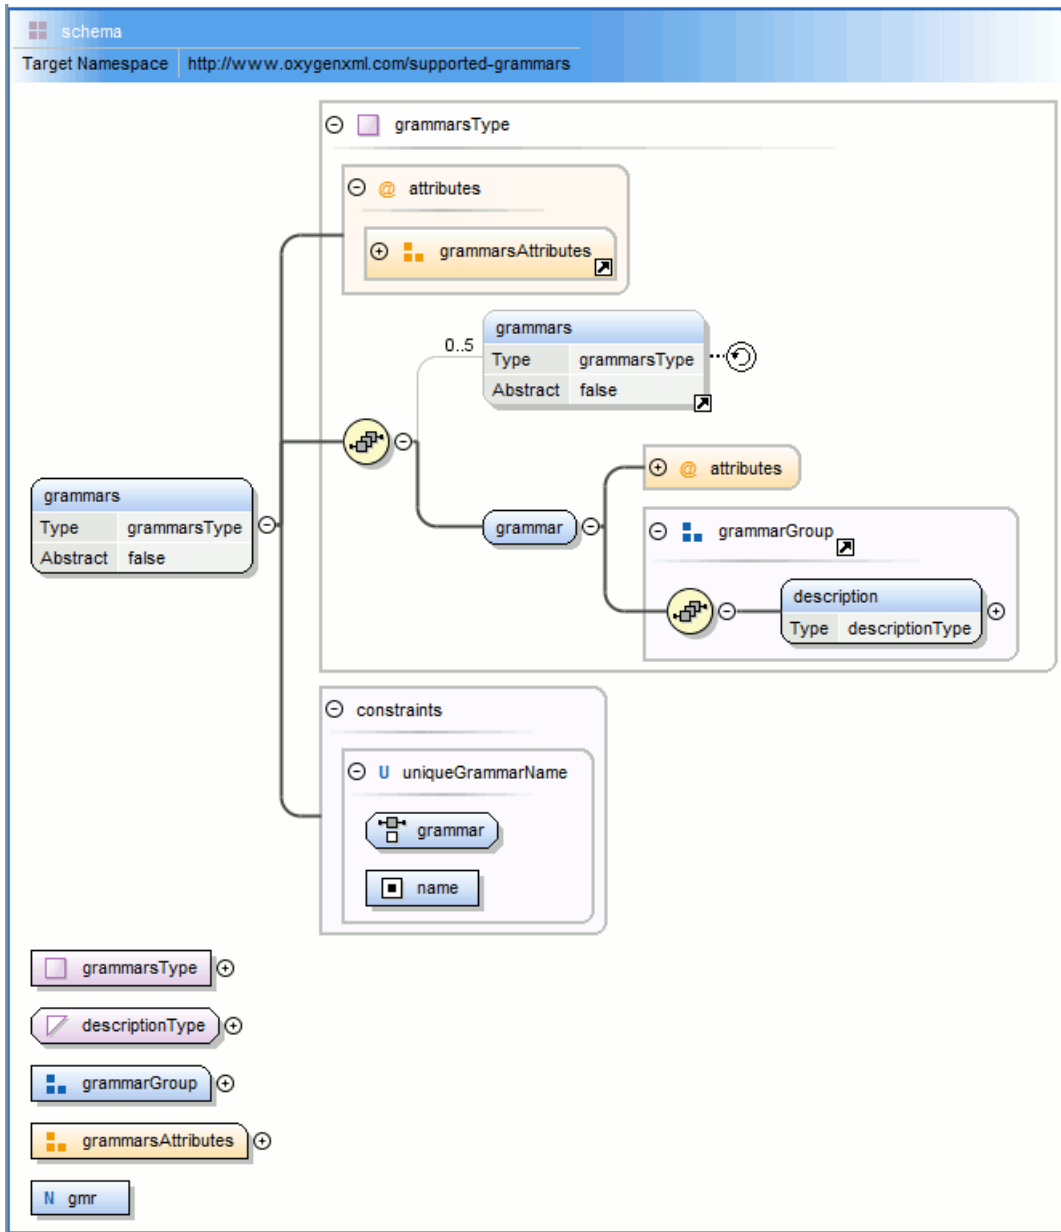 schema
Target Namespace http://www.oxygenxml.com/supported-grammars
grammarsType
@ attributes
grammarsAttributes
grammars
0..5
Type grammarsType
Abstract false
@ attributes
grammars
Type grammarsType
Abstract false
grammar
grammarGroup
description
Type descriptionType
constraints
U uniqueGrammarName
grammar
name
grammarsType
descriptionType
grammarGroup
grammarsAttributes
N gmr